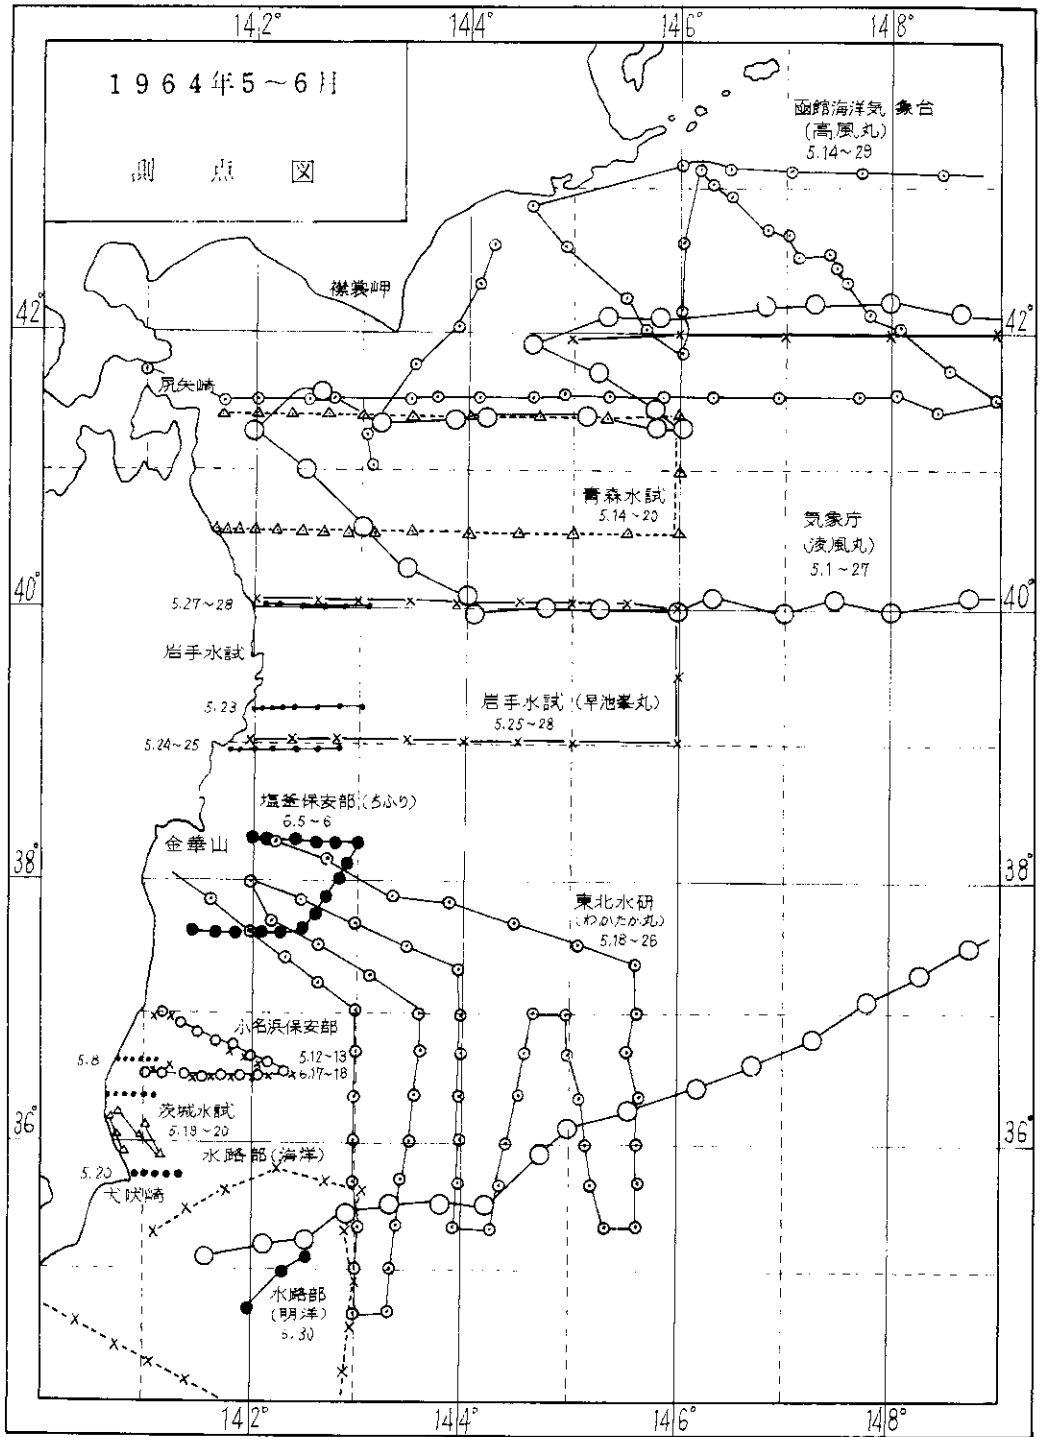 142° 144° 146° 148°
1964年5~6月
測点図
函館海洋気象台
(高風丸)
5.14~29
襟裳岬
42° 42°
尻矢崎
青森水試
5.14~20
気象庁
(凌風丸)
5.1~27
40° 40°
5.27~28
岩手水試
5.23
岩手水試(早池峯丸)
5.25~28
5.24~25
塩釜保安部(ちふり)
6.5~6
金華山
38° 38°
東北水研
(わかたか丸)
5.18~26
小名浜保安部
5.12~13
6.17~18
5.8
茨城水試
5.19~20
36° 36°
水路部(海洋)
5.20
犬吠崎
水路部
(明洋)
5.30
142° 144° 146° 148°